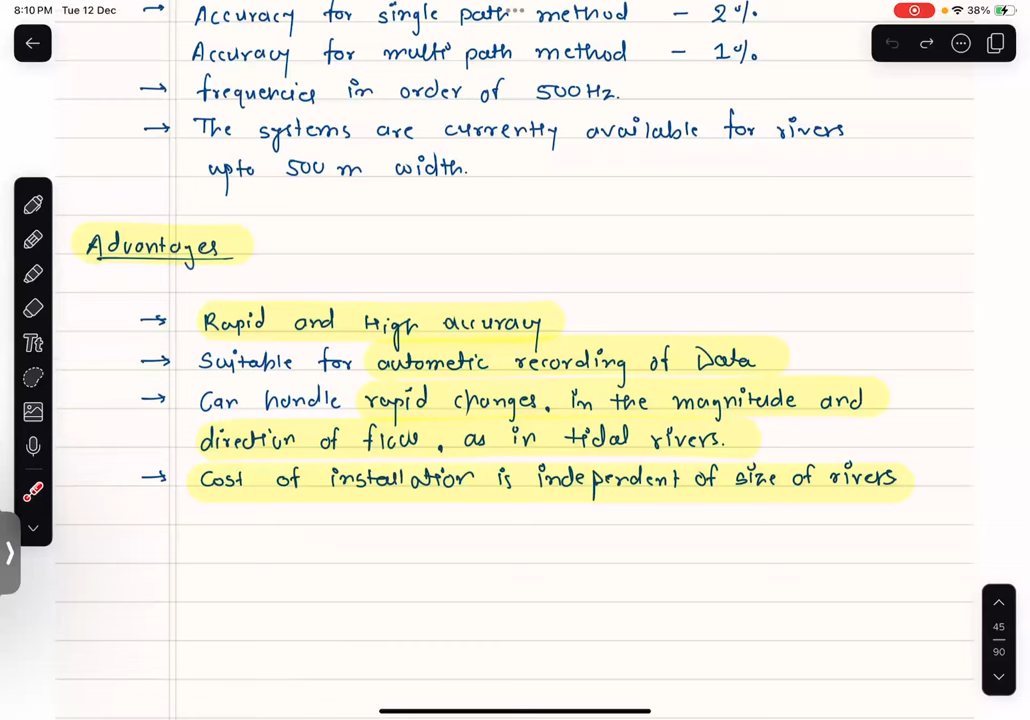 8:10 PM Tue 12 Dec
38%
→ Accuracy for single path method - 2%.
Accuracy for multi path method - 1%
→ frequencies in order of 500Hz.
→ The systems are currently available for rivers
upto 500 m width.
Advantages
→ Rapid and High accuracy
→ Suitable for autometic recording of Data
→ Can handle rapid changes. in the magnitude and
direction of flow, as in tidal rivers.
→ Cost of installation is independent of size of rivers
Tt
45
90